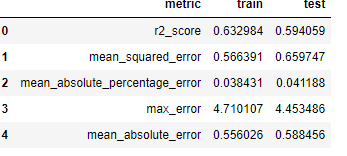 metric train test
0 r2_score 0.632984 0.594059
1 mean_squared_error 0.566391 0.659747
2 mean_absolute_percentage_error 0.038431 0.041188
3 max_error 4.710107 4.453486
4 mean_absolute_error 0.556026 0.588456